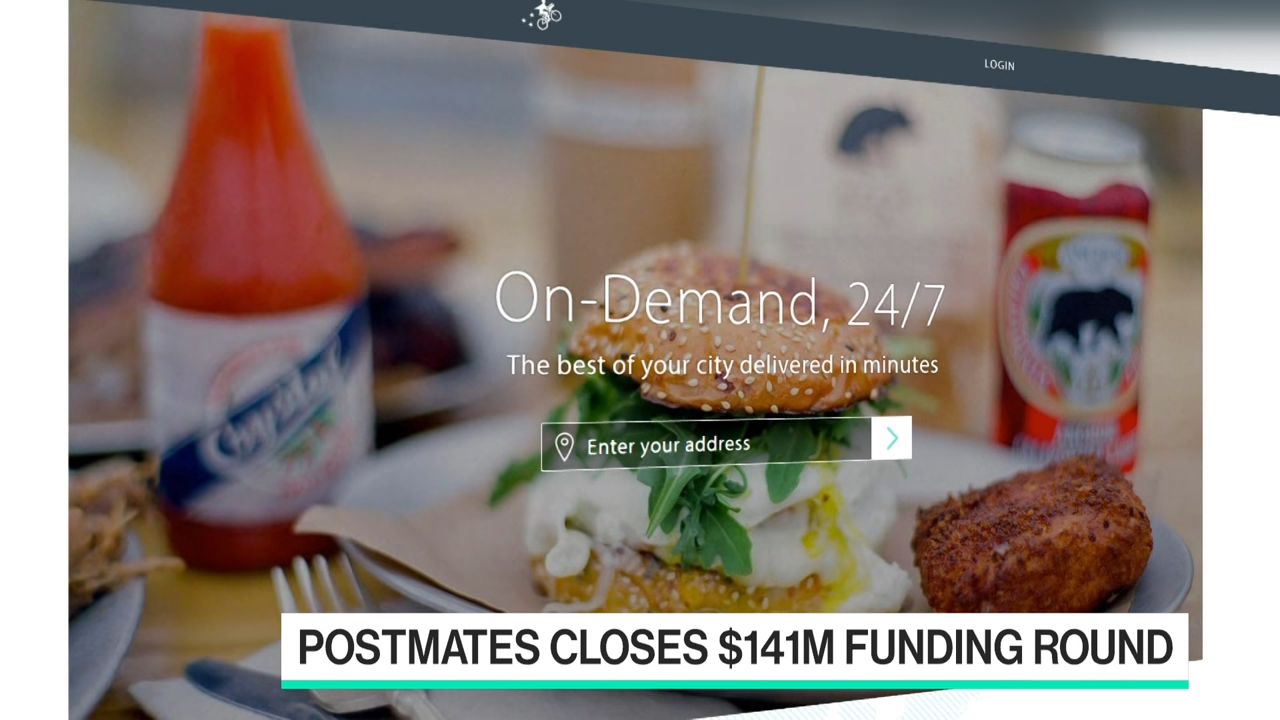 LOGIN
On-Demand, 24/7
The best of your city delivered in minutes
Enter your address
Crystal
POSTMATES CLOSES $141M FUNDING ROUND